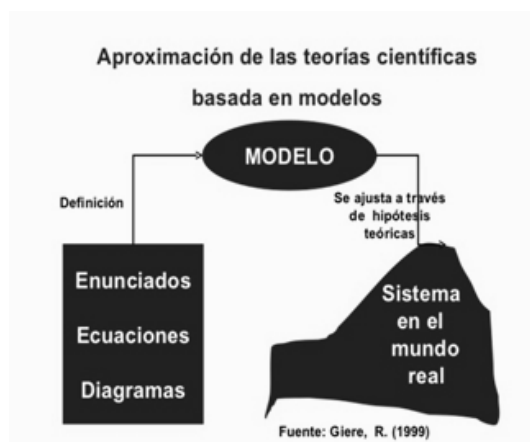 Aproximación de las teorías científicas
basada en modelos
MODELO
Definición
Se ajusta a través
de hipótesis
teóricas
Enunciados
Ecuaciones
Diagramas
Sistema
en el
mundo
real
Fuente: Giere, R. (1999)